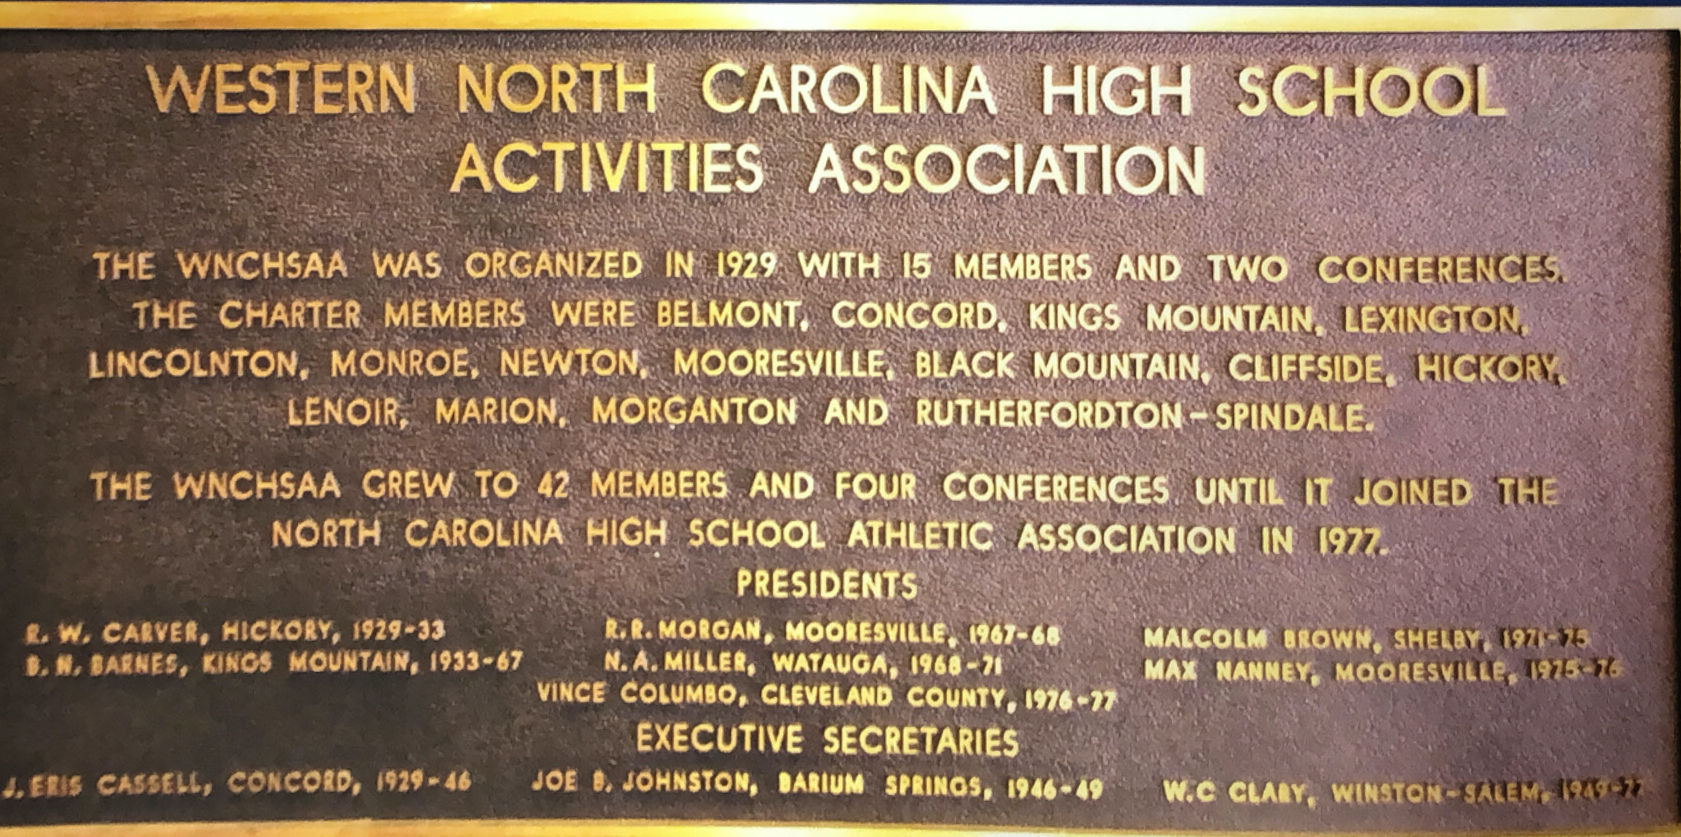 WESTERN NORTH CAROLINA HIGH SCHOOL
ACTIVITIES ASSOCIATION
THE WNCHSAA WAS ORGANIZED IN 1929 WITH 15 MEMBERS AND TWO CONFERENCES.
THE CHARTER MEMBERS WERE BELMONT, CONCORD, KINGS MOUNTAIN, LEXINGTON,
LINCOLNTON, MONROE, NEWTON, MOORESVILLE, BLACK MOUNTAIN, CLIFFSIDE, HICKORY,
LENOIR, MARION, MORGANTON AND RUTHERFORDTON-SPINDALE.
THE WNCHSAA GREW TO 42 MEMBERS AND FOUR CONFERENCES UNTIL IT JOINED THE
NORTH CAROLINA HIGH SCHOOL ATHLETIC ASSOCIATION IN 1977.
PRESIDENTS
R. W. CARVER, HICKORY, 1929-33 R. R. MORGAN, MOORESVILLE, 1967-68 MALCOLM BROWN, SHELBY, 1971-75
B. N. BARNES, KINGS MOUNTAIN, 1933-67 N. A. MILLER, WATAUGA, 1968-71 MAX NANNEY, MOORESVILLE, 1975-76
VINCE COLUMBO, CLEVELAND COUNTY, 1976-77
EXECUTIVE SECRETARIES
J. ERIS CASSELL, CONCORD, 1929-46 JOE B. JOHNSTON, BARIUM SPRINGS, 1946-49 W.C CLARY, WINSTON-SALEM, 1949-77